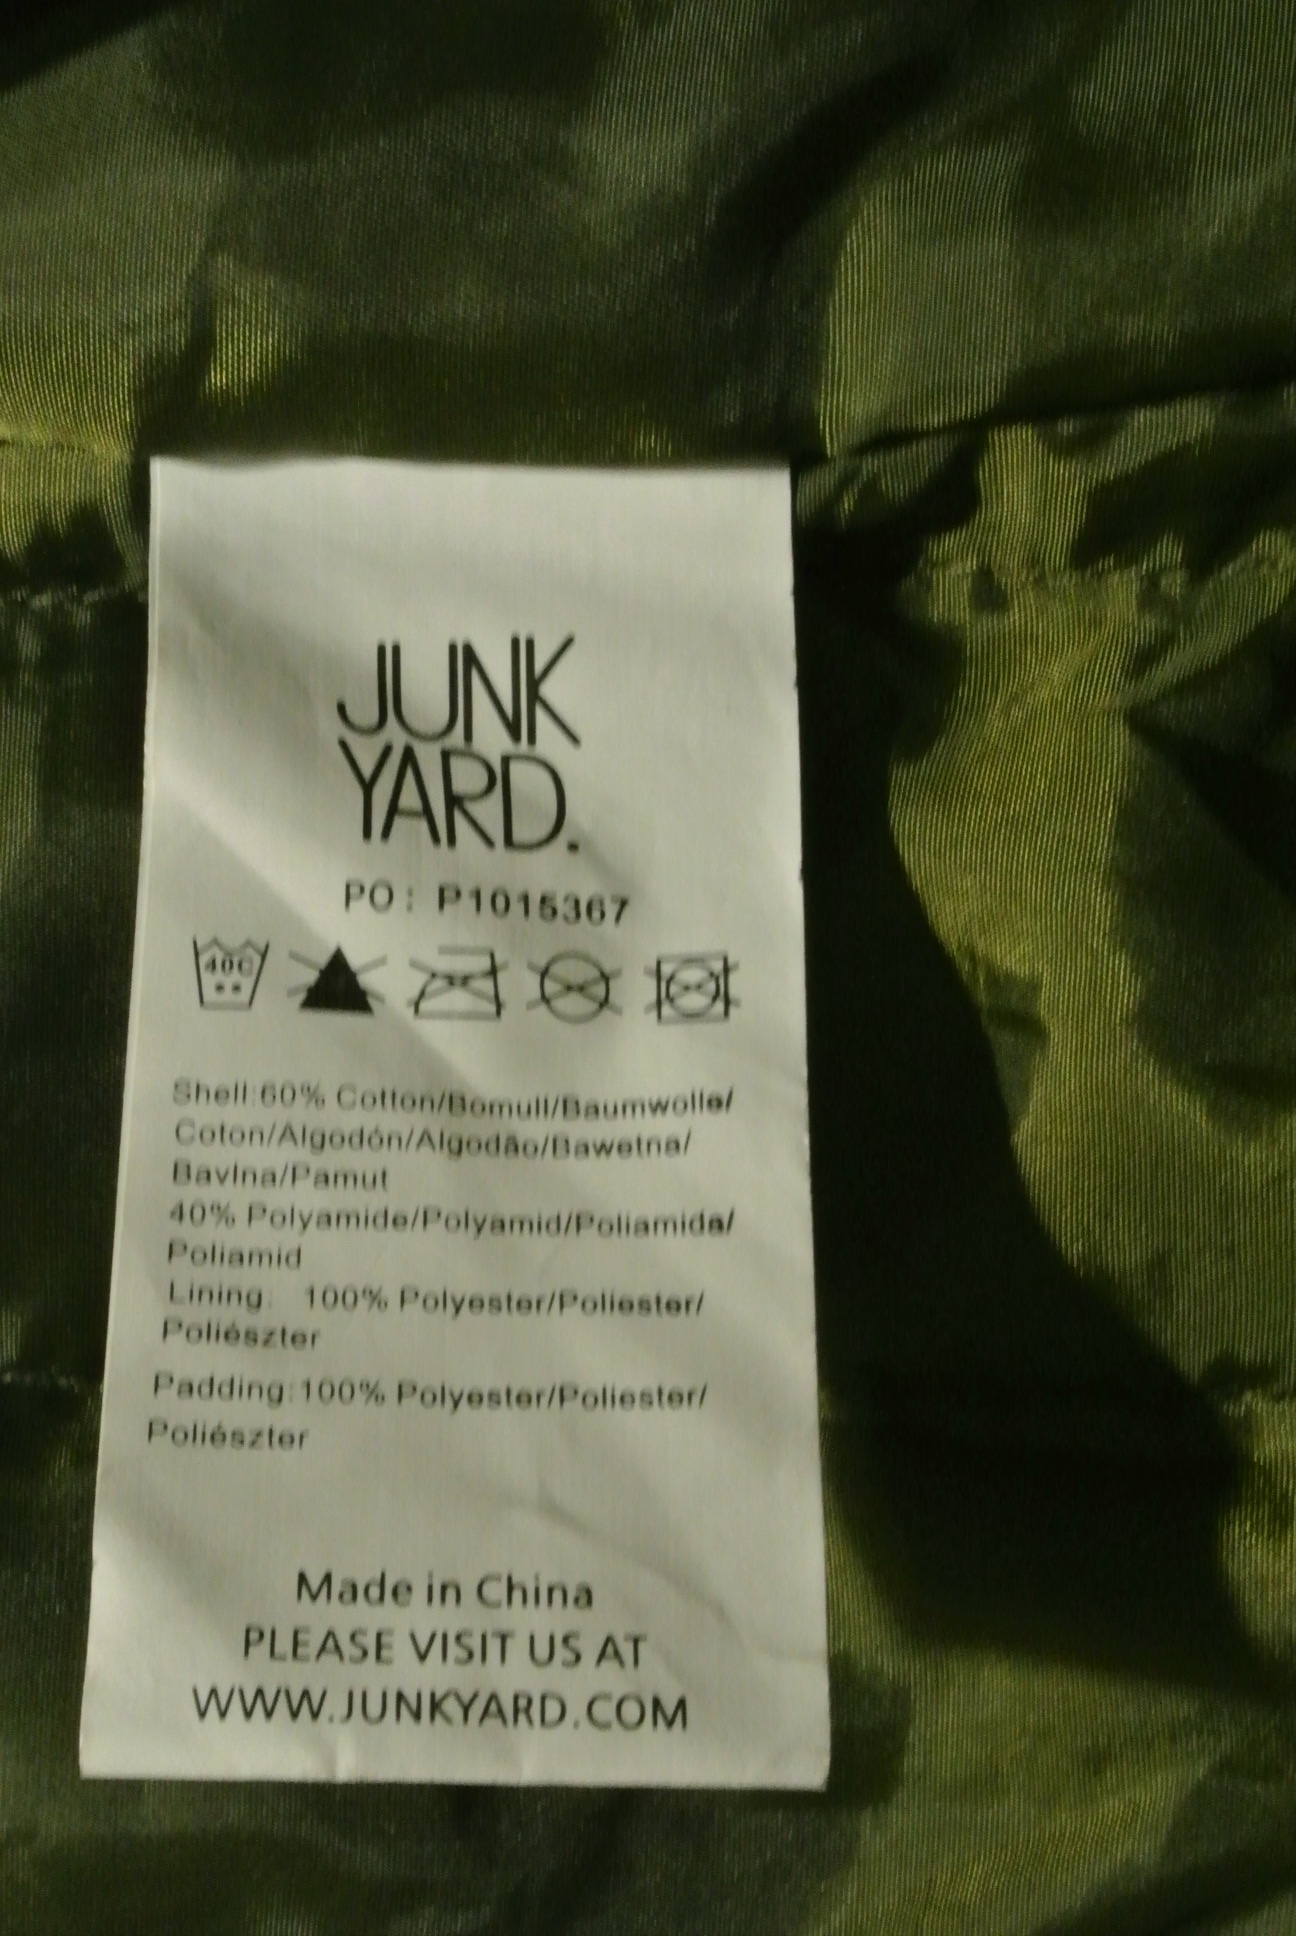 JUNK
YARD.
PO: P1015367
40C
Shell:60% Cotton/Bomull/Baumwolle/
Coton/Algodón/Algodão/Bawełna/
Bavlna/Pamut
40% Polyamide/Polyamid/Poliamida/
Poliamid
Lining: 100% Polyester/Poliester/
Poliészter
Padding:100% Polyester/Poliester/
Poliészter
Made in China
PLEASE VISIT US AT
WWW.JUNKYARD.COM